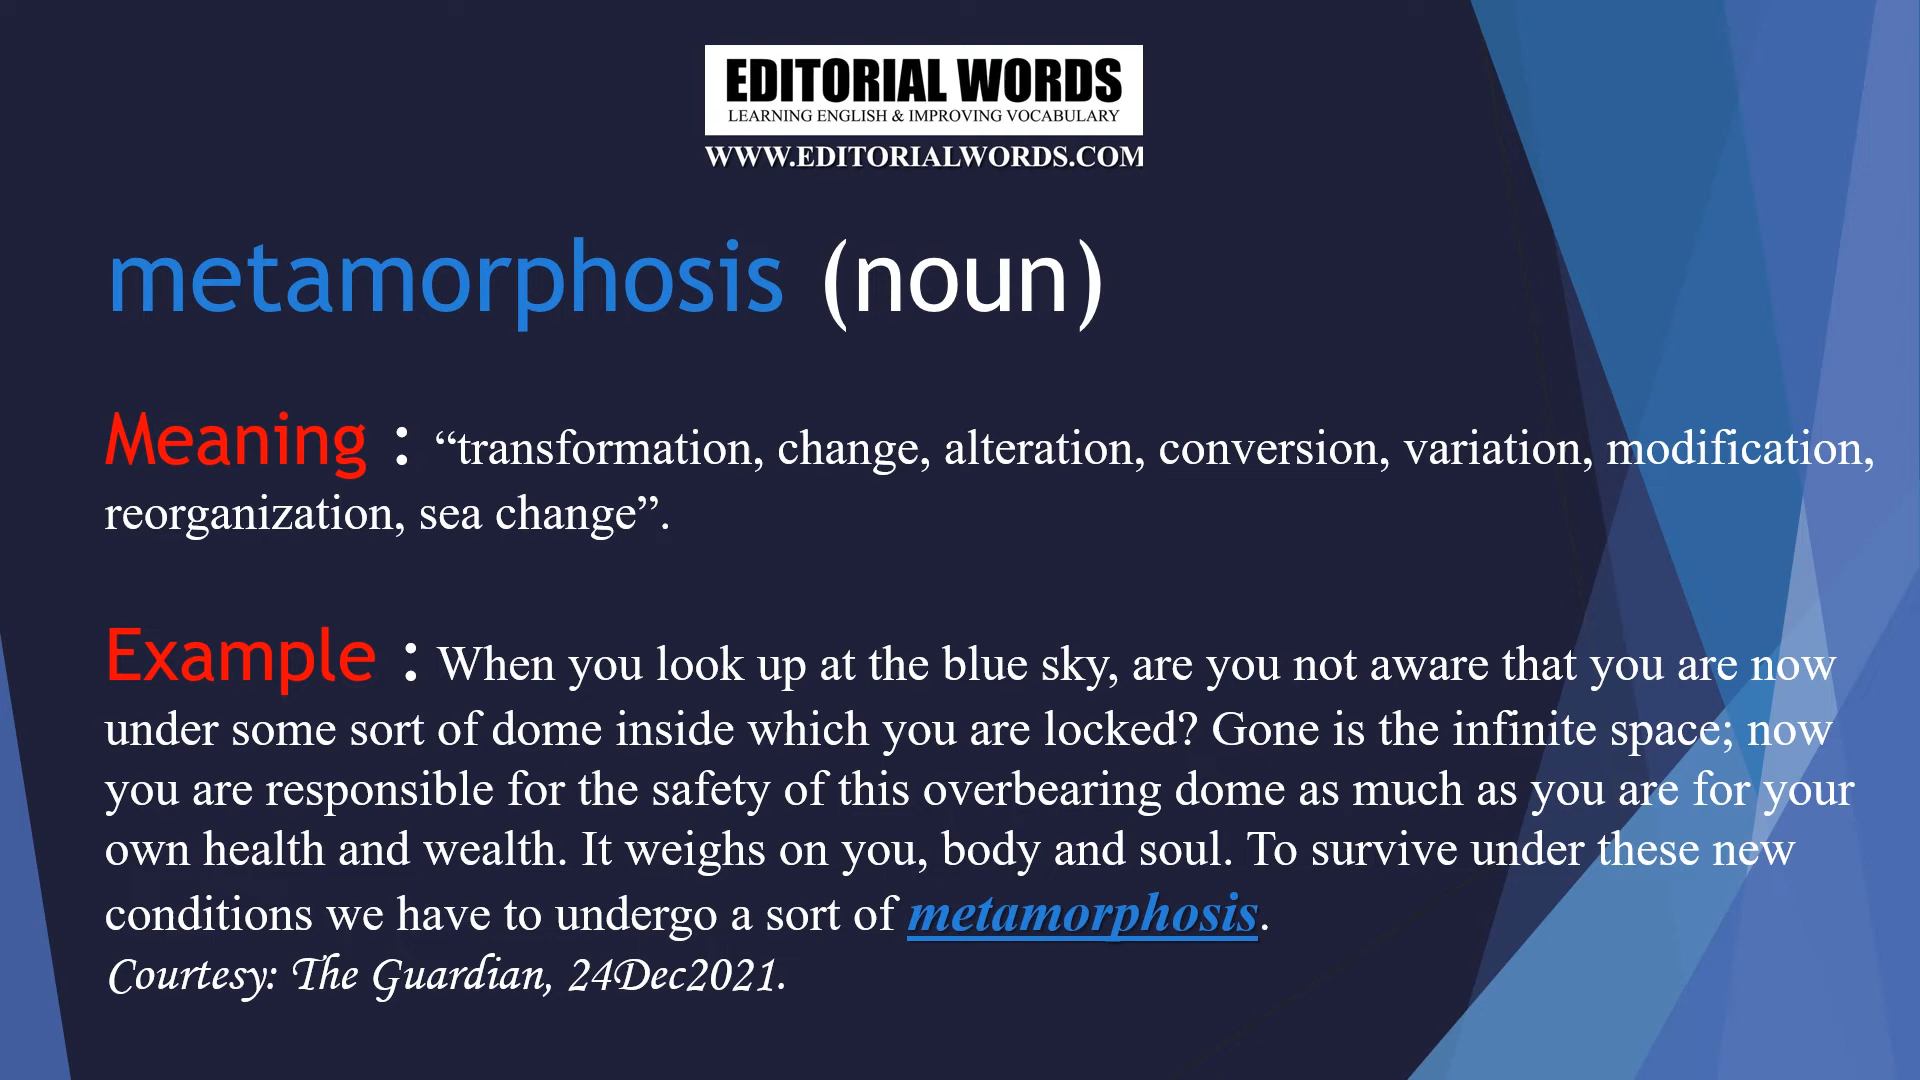 EDITORIAL WORDS
LEARNING ENGLISH & IMPROVING VOCABULARY
WWW.EDITORIALWORDS.COM
metamorphosis (noun)
Meaning : “transformation, change, alteration, conversion, variation, modification,
reorganization, sea change”.
Example : When you look up at the blue sky, are you not aware that you are now
under some sort of dome inside which you are locked? Gone is the infinite space; now
you are responsible for the safety of this overbearing dome as much as you are for your
own health and wealth. It weighs on you, body and soul. To survive under these new
conditions we have to undergo a sort of metamorphosis.
Courtesy: The Guardian, 24Dec2021.